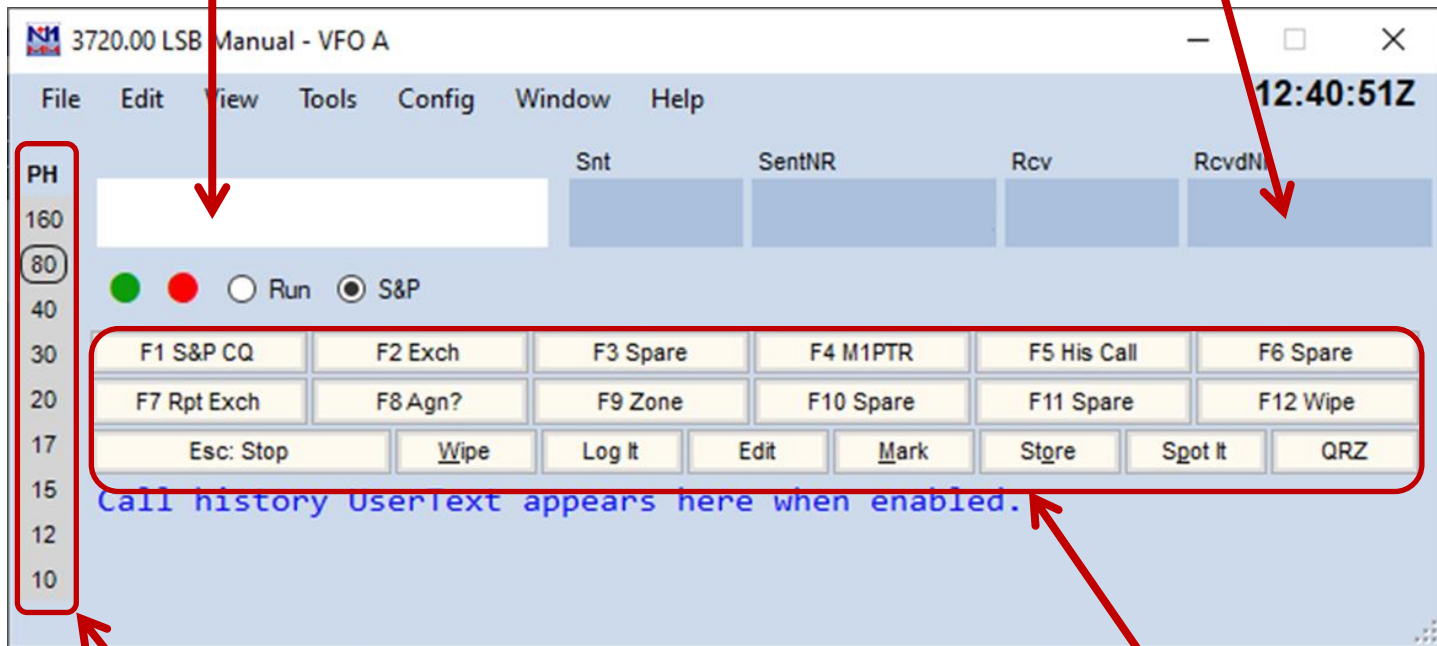 N1 MM 3720.00 LSB Manual - VFO A
File Edit View Tools Config Window Help 12:40:51Z
PH Snt SentNR Rcv RcvdN
160
80
Run S&P
40
30 F1 S&P CQ F2 Exch F3 Spare F4 M1PTR F5 His Call F6 Spare
20 F7 Rpt Exch F8 Agn? F9 Zone F10 Spare F11 Spare F12 Wipe
17 Esc: Stop Wipe Log It Edit Mark Store Spot It QRZ
15 Call history UserText appears here when enabled.
12
10